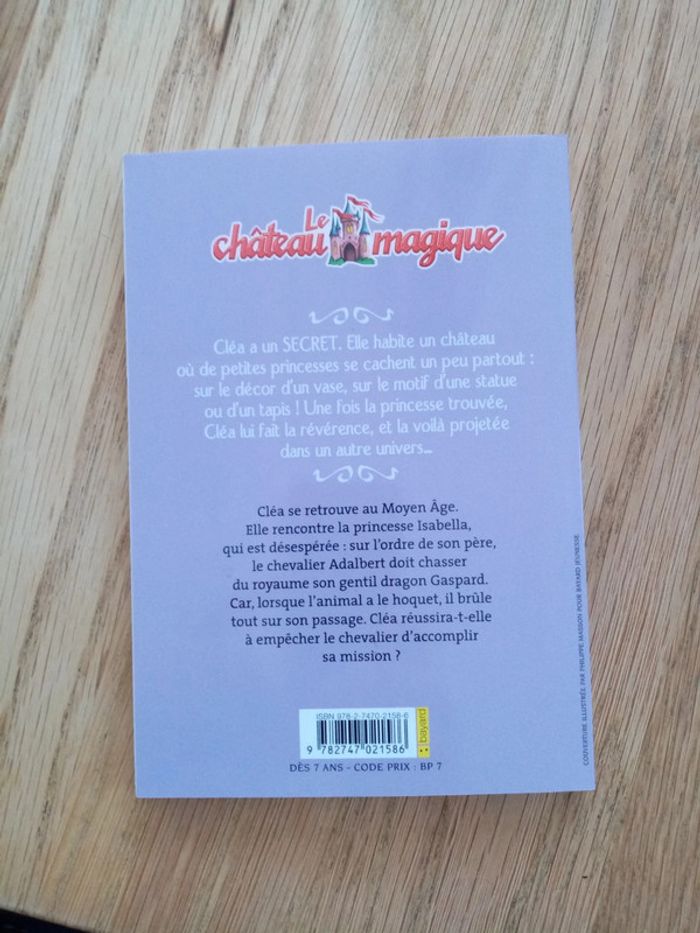 Le
château magique
Cléa a un SECRET. Elle habite un château
où de petites princesses se cachent un peu partout :
sur le décor d'un vase, sur le motif d'une statue
ou d'un tapis ! Une fois la princesse trouvée,
Cléa lui fait la révérence, et la voilà projetée
dans un autre univers...
Cléa se retrouve au Moyen Âge.
Elle rencontre la princesse Isabella,
qui est désespérée : sur l'ordre de son père,
le chevalier Adalbert doit chasser
du royaume son gentil dragon Gaspard.
Car, lorsque l'animal a le hoquet, il brûle
tout sur son passage. Cléa réussira-t-elle
à empêcher le chevalier d'accomplir
sa mission ?
ISBN 978-2-7470-2158-6
9 782747 021586
bayard
DÈS 7 ANS - CODE PRIX : BP 7
COUVERTURE ILLUSTRÉE PAR PHILIPPE MASSON POUR BAYARD JEUNESSE